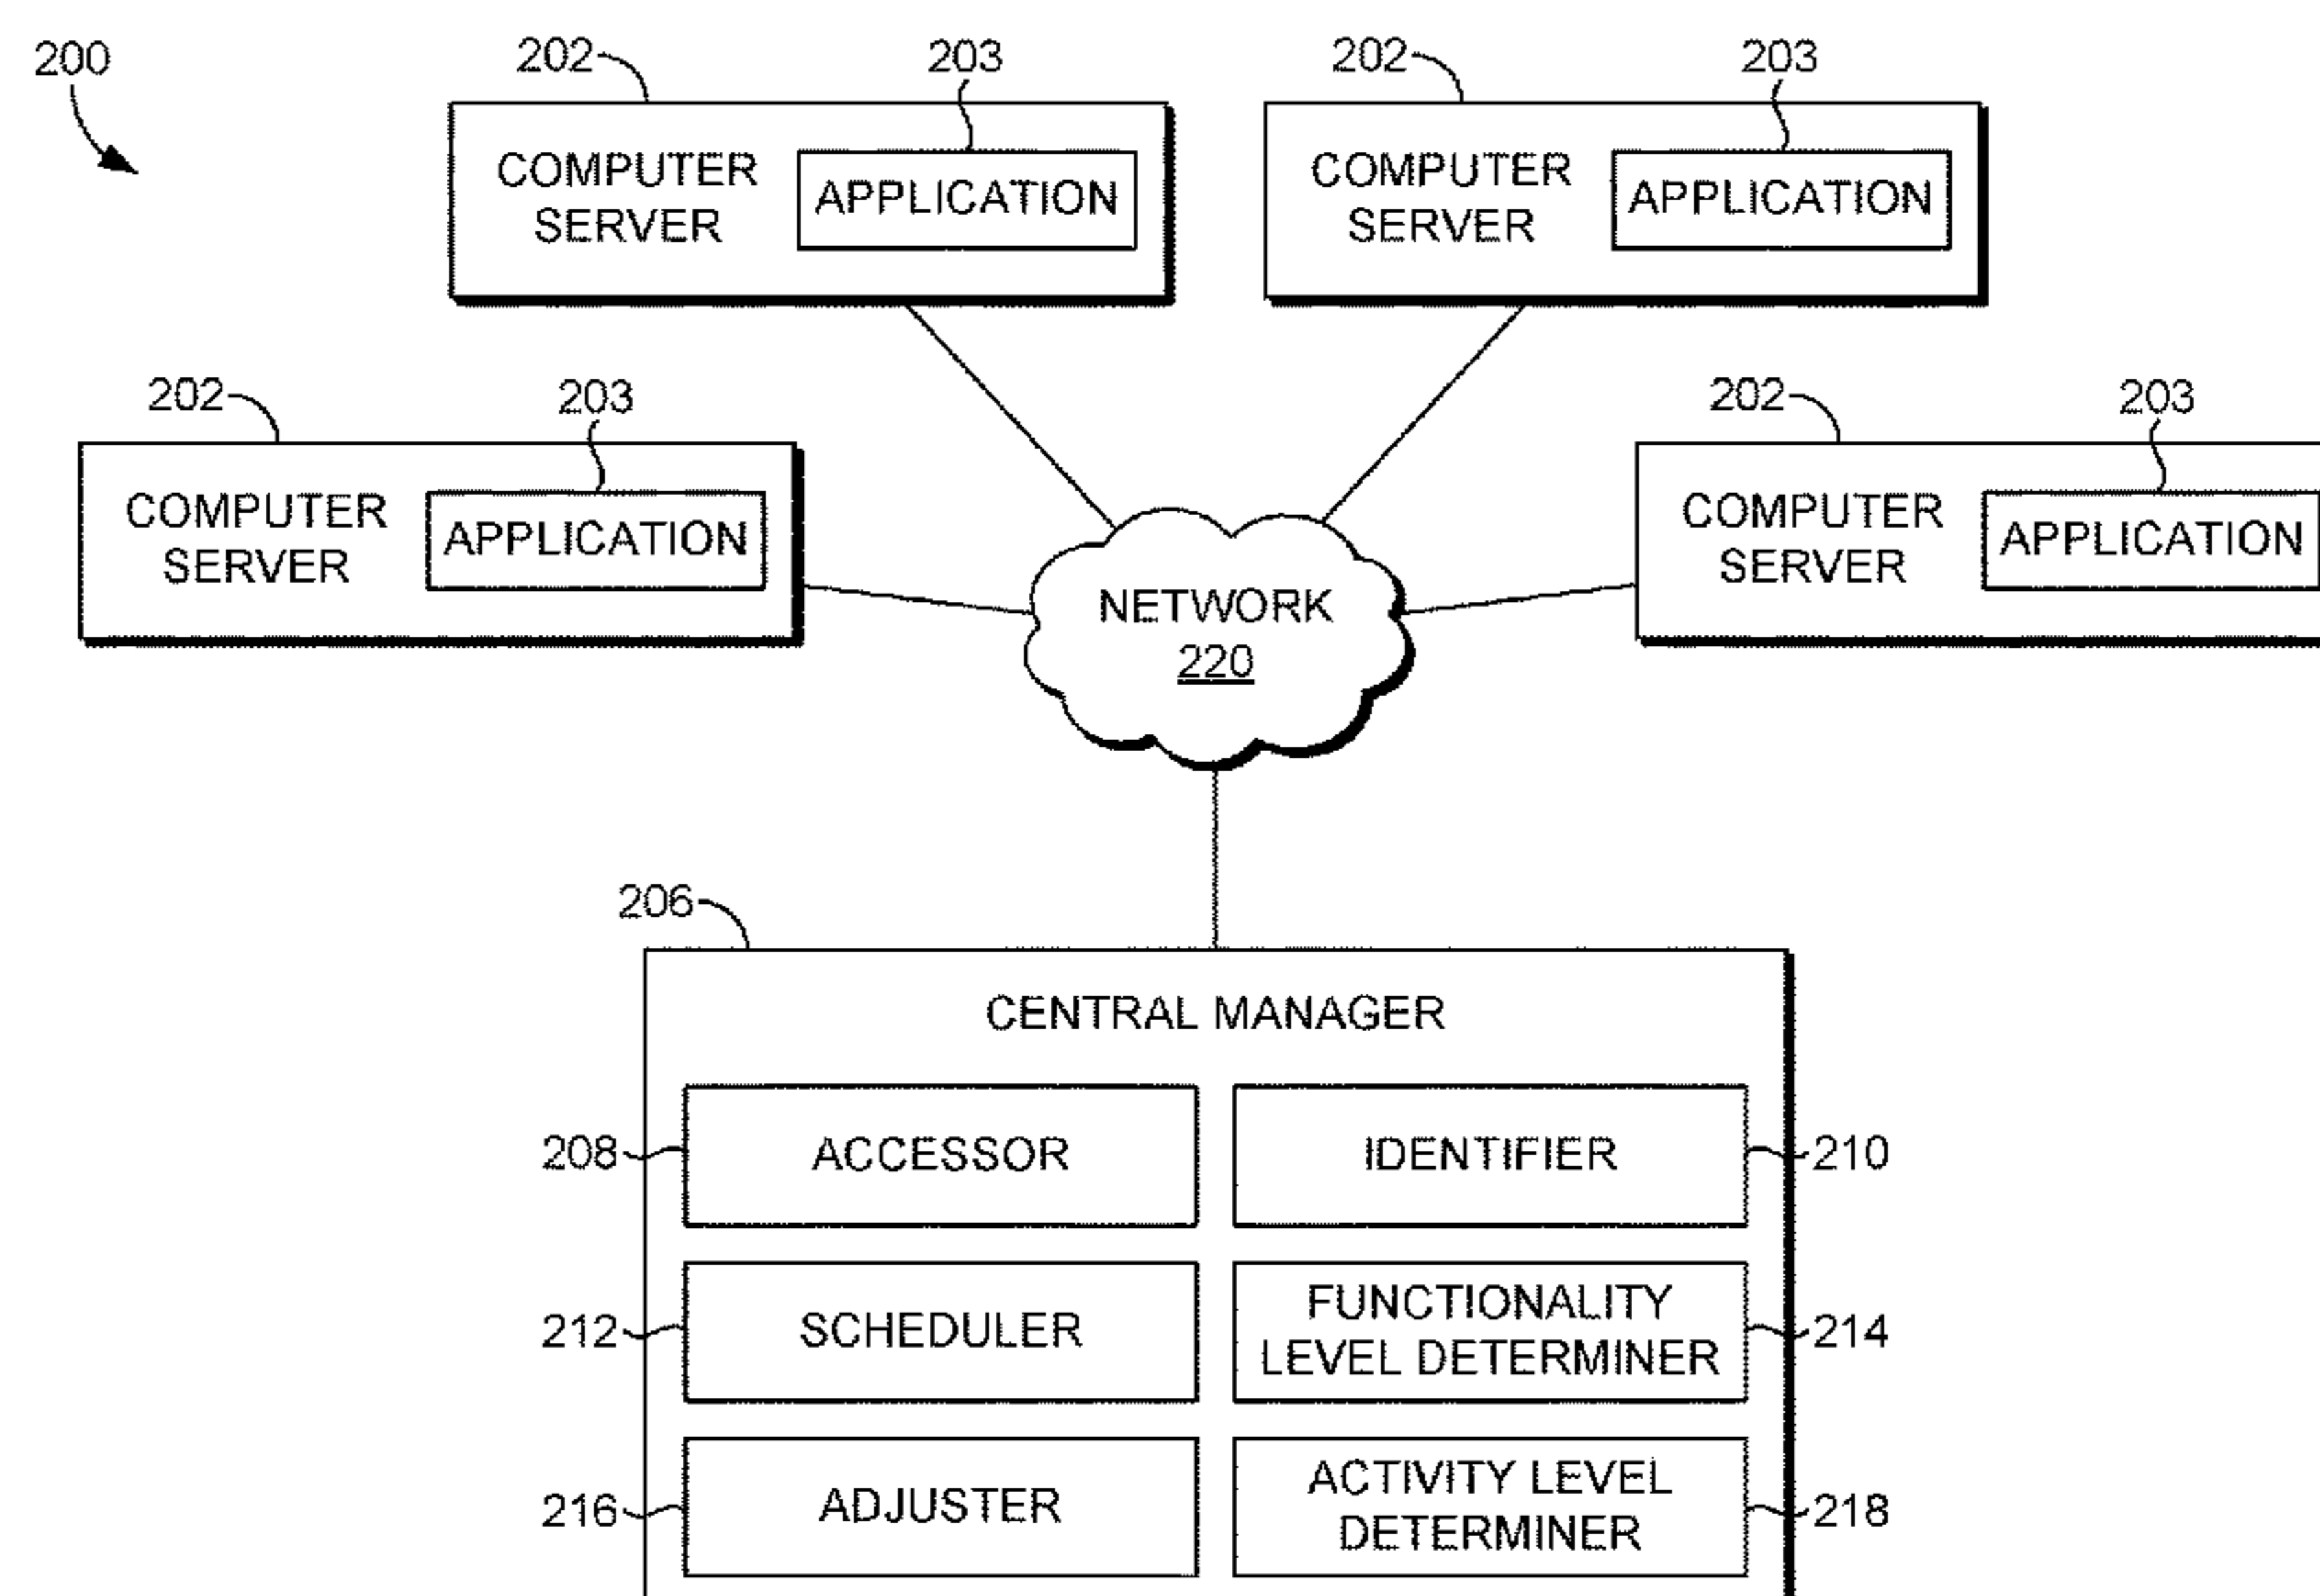 200
202
203
202
203
COMPUTER
SERVER
APPLICATION
COMPUTER
SERVER
APPLICATION
202
203
202
203
COMPUTER
SERVER
APPLICATION
COMPUTER
SERVER
APPLICATION
NETWORK
220
206
CENTRAL MANAGER
208
ACCESSOR
IDENTIFIER
210
212
SCHEDULER
FUNCTIONALITY
LEVEL DETERMINER
214
216
ADJUSTER
ACTIVITY LEVEL
DETERMINER
218